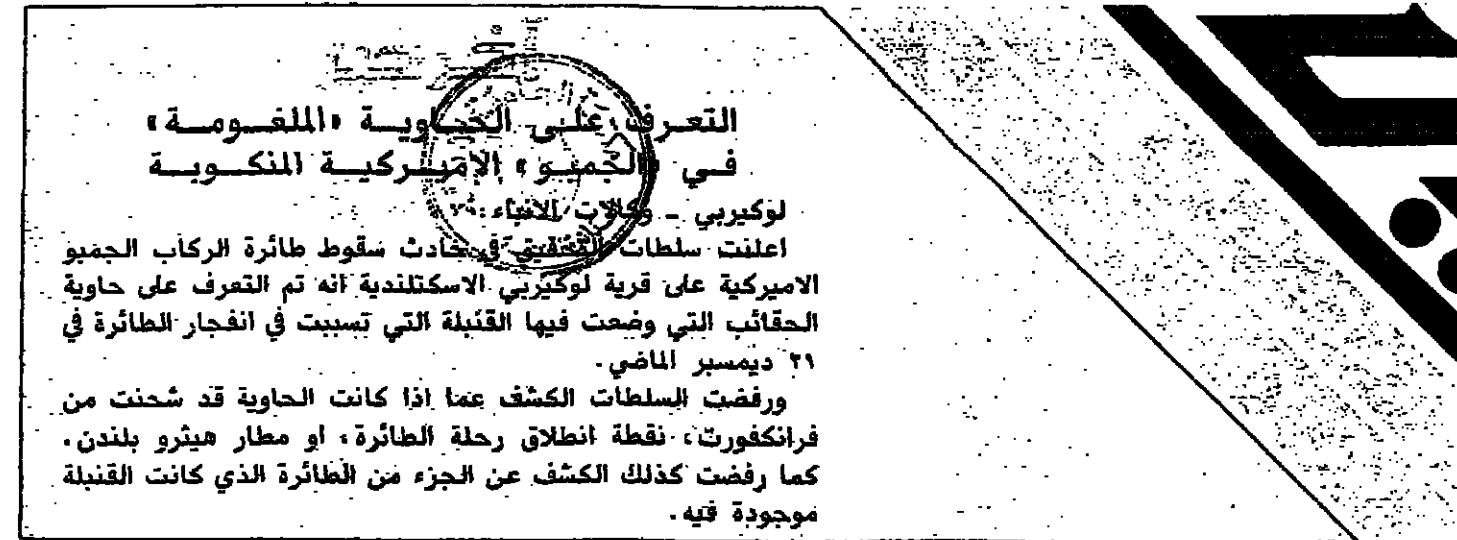 التعرف على الحاوية «الملغومة»
في «الجمبو» الاميركية المنكوبة
لوكيربي - وكالات الانباء :
اعلنت سلطات التحقيق في حادث سقوط طائرة الركاب الجمبو
الاميركية على قرية لوكيربي الاسكتلندية انه تم التعرف على حاوية
الحقائب التي وضعت فيها القنبلة التي تسببت في انفجار الطائرة في
٢١ ديمسبر الماضي .
ورفضت السلطات الكشف عما اذا كانت الحاوية قد شحنت من
فرانكفورت، نقطة انطلاق رحلة الطائرة، او مطار هيثرو بلندن .
كما رفضت كذلك الكشف عن الجزء من الطائرة الذي كانت القنبلة
موجودة فيه .